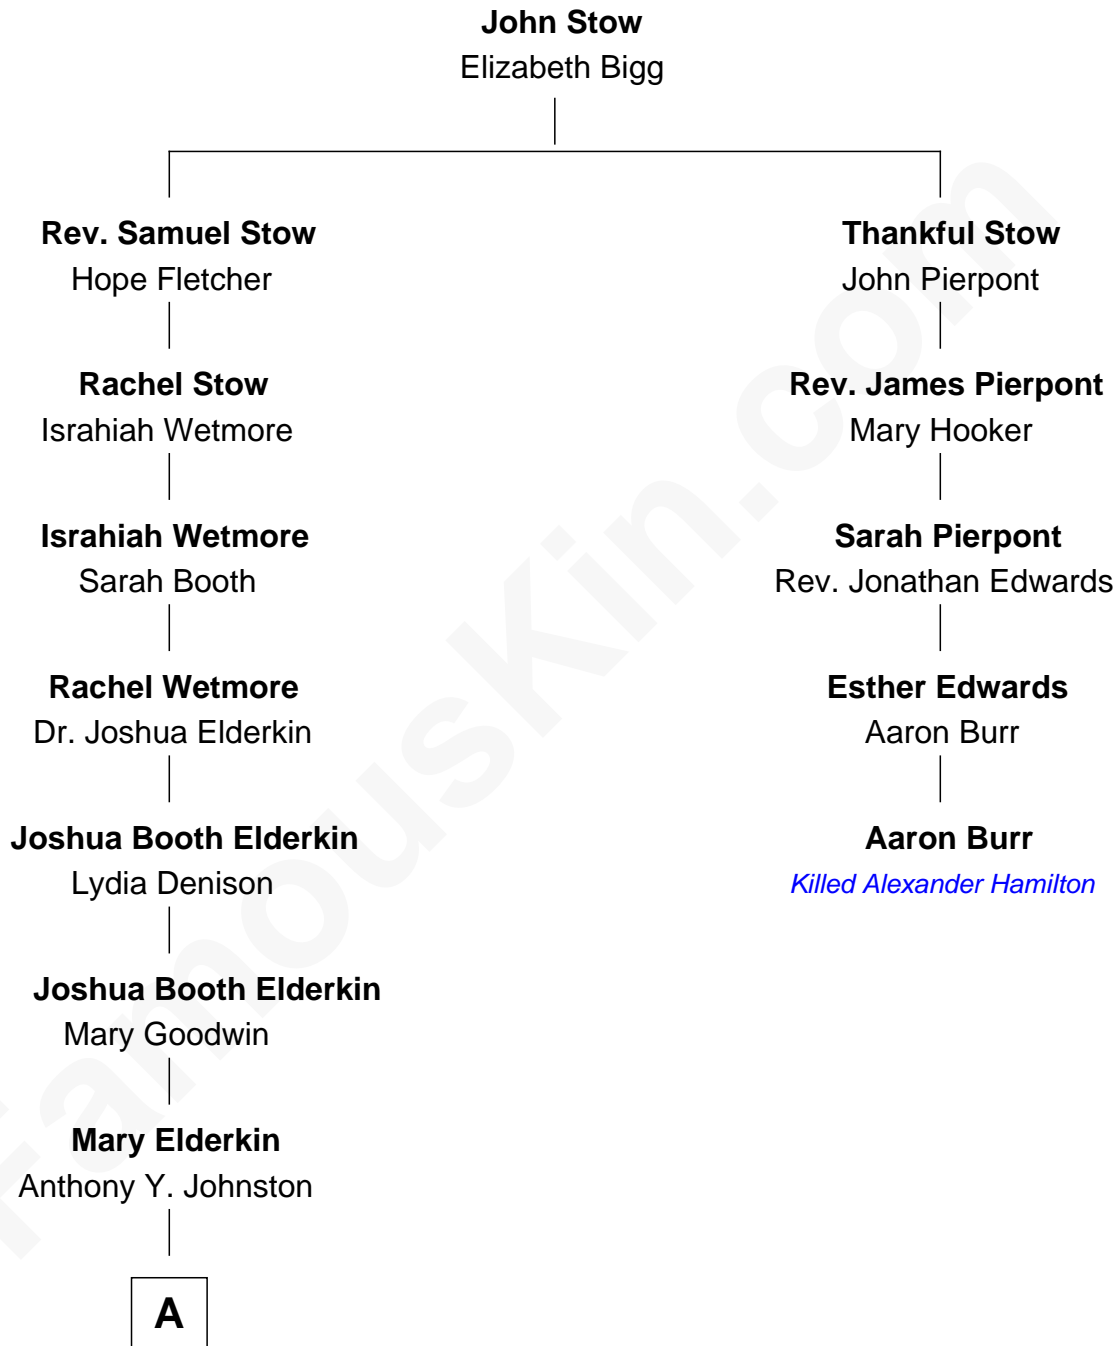 John Stow
Elizabeth Bigg
Rev. Samuel Stow
Hope Fletcher
Thankful Stow
John Pierpont
Rachel Stow
Israhiah Wetmore
Rev. James Pierpont
Mary Hooker
Israhiah Wetmore
Sarah Booth
Sarah Pierpont
Rev. Jonathan Edwards
Rachel Wetmore
Dr. Joshua Elderkin
Esther Edwards
Aaron Burr
Joshua Booth Elderkin
Lydia Denison
Aaron Burr
Killed Alexander Hamilton
Joshua Booth Elderkin
Mary Goodwin
Mary Elderkin
Anthony Y. Johnston
A
FamousKin.com